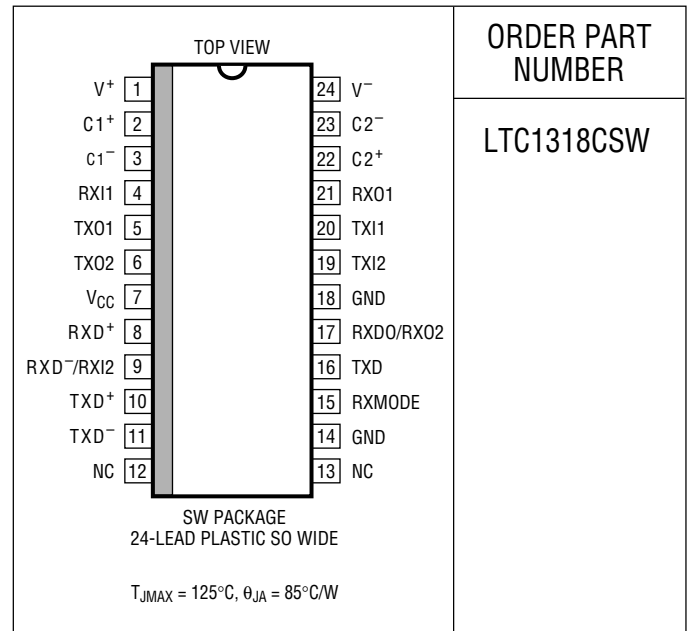 TOP VIEW
V+ 1
C1+ 2
C1– 3
RXI1 4
TXO1 5
TXO2 6
VCC 7
RXD+ 8
RXD–/RXI2 9
TXD+ 10
TXD– 11
NC 12
24 V–
23 C2–
22 C2+
21 RXO1
20 TXI1
19 TXI2
18 GND
17 RXDO/RXO2
16 TXD
15 RXMODE
14 GND
13 NC
SW PACKAGE
24-LEAD PLASTIC SO WIDE
TJMAX = 125°C, θJA = 85°C/W
ORDER PART
NUMBER
LTC1318CSW